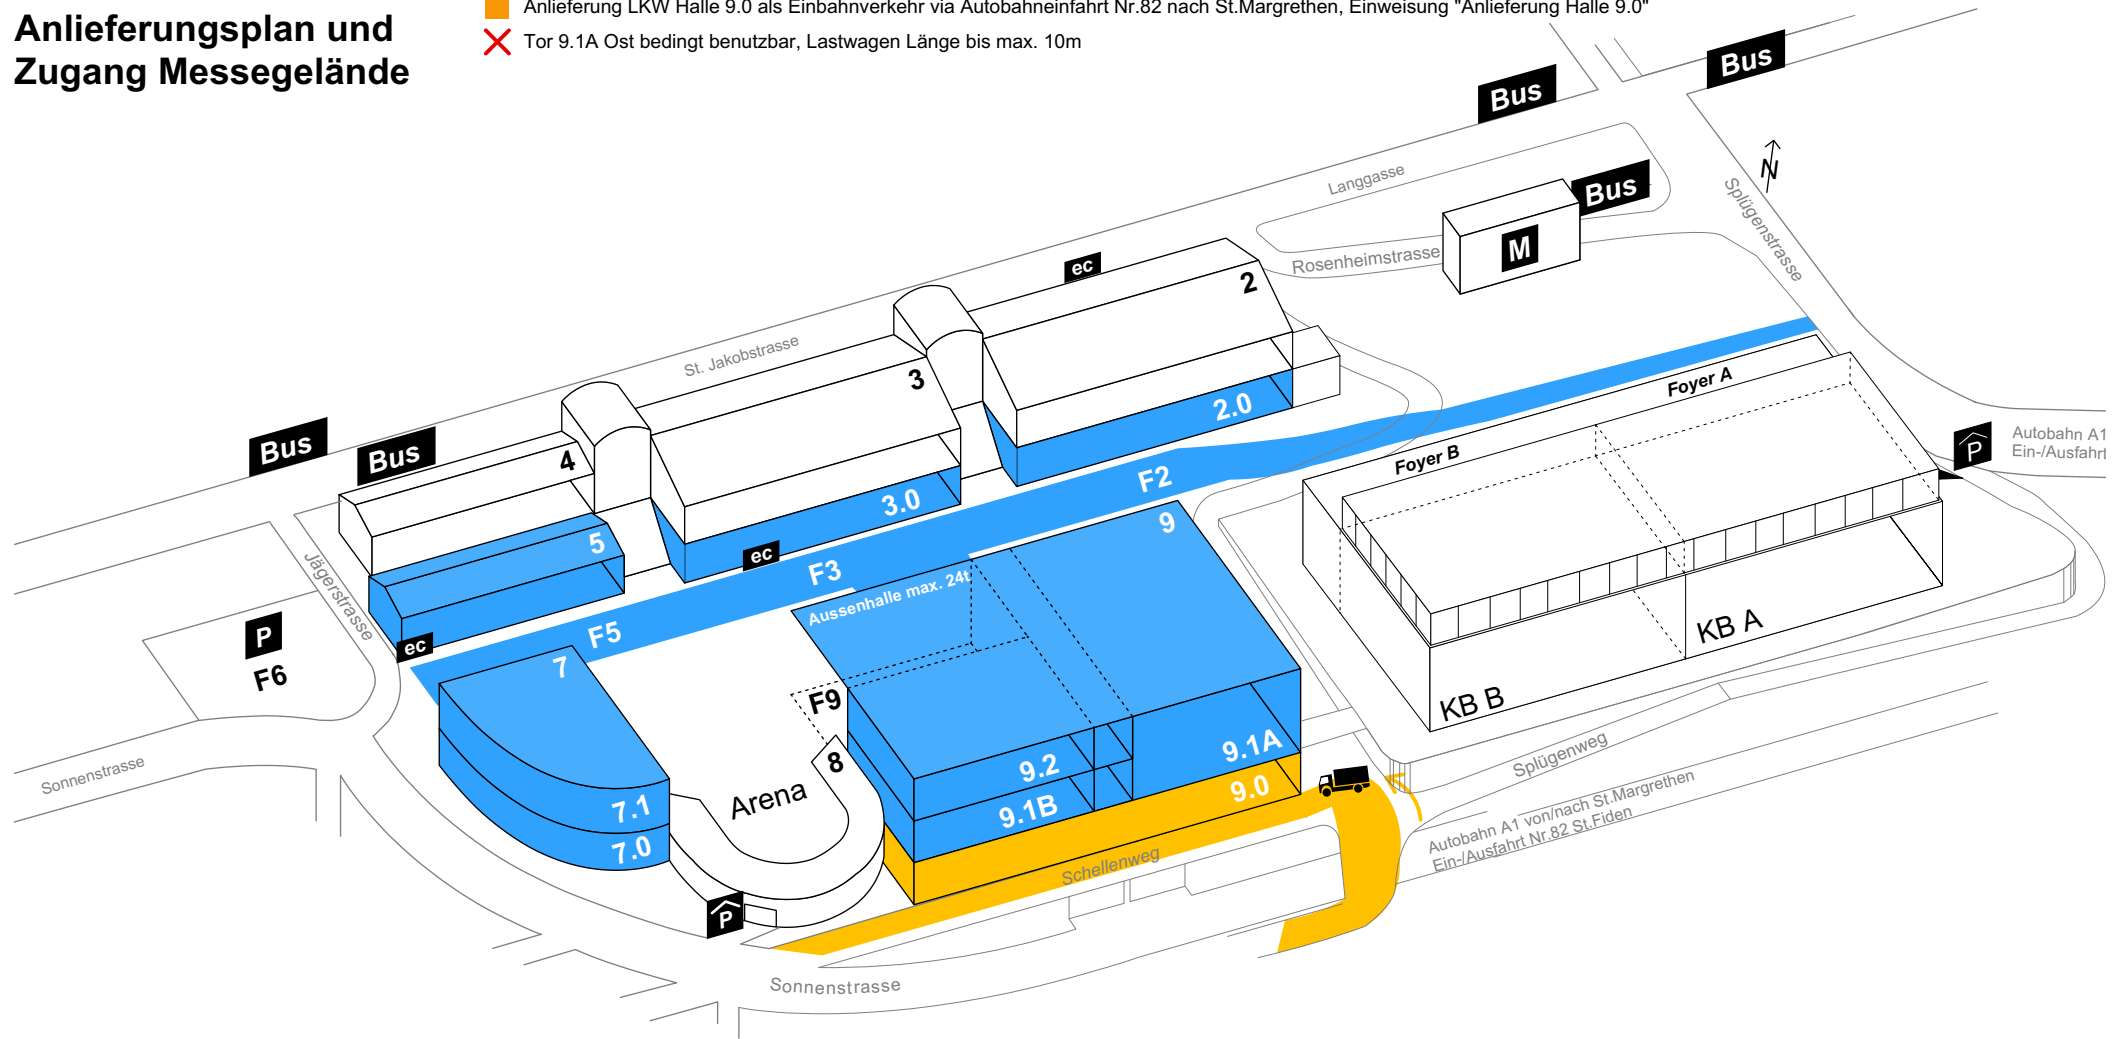 Anlieferungsplan und
Zugang Messegelände
Anlieferung LKW Halle 9.0 als Einbahnverkehr via Autobahneinfahrt Nr.82 nach St.Margrethen, Einweisung "Anlieferung Halle 9.0"
Tor 9.1A Ost bedingt benutzbar, Lastwagen Länge bis max. 10m
Bus
Bus
Bus
N
Langgasse
Splügenstrasse
M
Rosenheimstrasse
ec
2
St. Jakobstrasse
3
2.0
Foyer A
Foyer B
Bus
Bus
4
P
Autobahn A1
Ein-/Ausfahrt
F2
3.0
5
9
ec
F3
Aussenhalle max. 24t
Jägerstrasse
P
F6
ec
F5
7
KB A
KB B
F9
8
Arena
9.2
9.1A
9.1B
9.0
7.1
7.0
Sonnenstrasse
Splügenweg
Autobahn A1 von/nach St.Margrethen
Ein-/Ausfahrt Nr.82 St.Fiden
Schellenweg
P
Sonnenstrasse